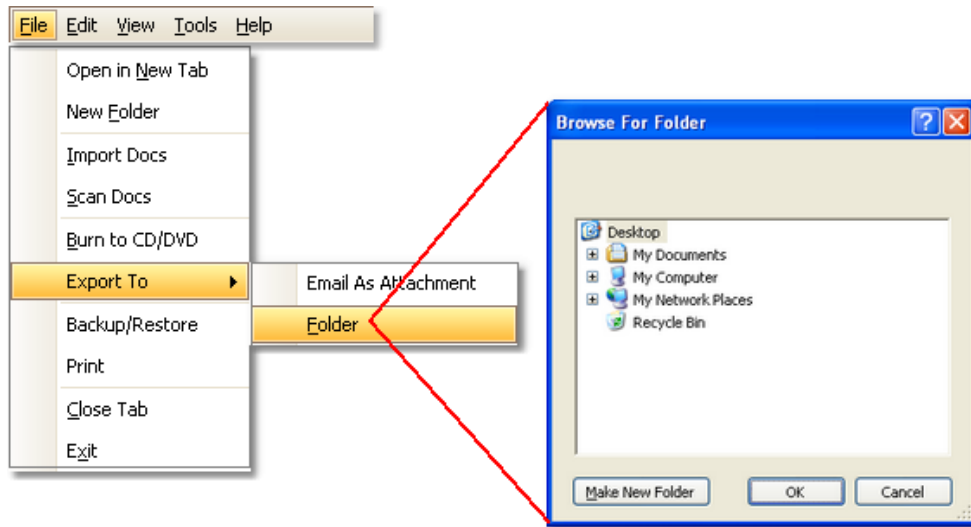 File Edit View Tools Help
Open in New Tab
New Folder
Import Docs
Scan Docs
Burn to CD/DVD
Export To
Backup/Restore
Print
Close Tab
Exit
Email As Attachment
Folder
Browse For Folder
Desktop
My Documents
My Computer
My Network Places
Recycle Bin
Make New Folder OK Cancel